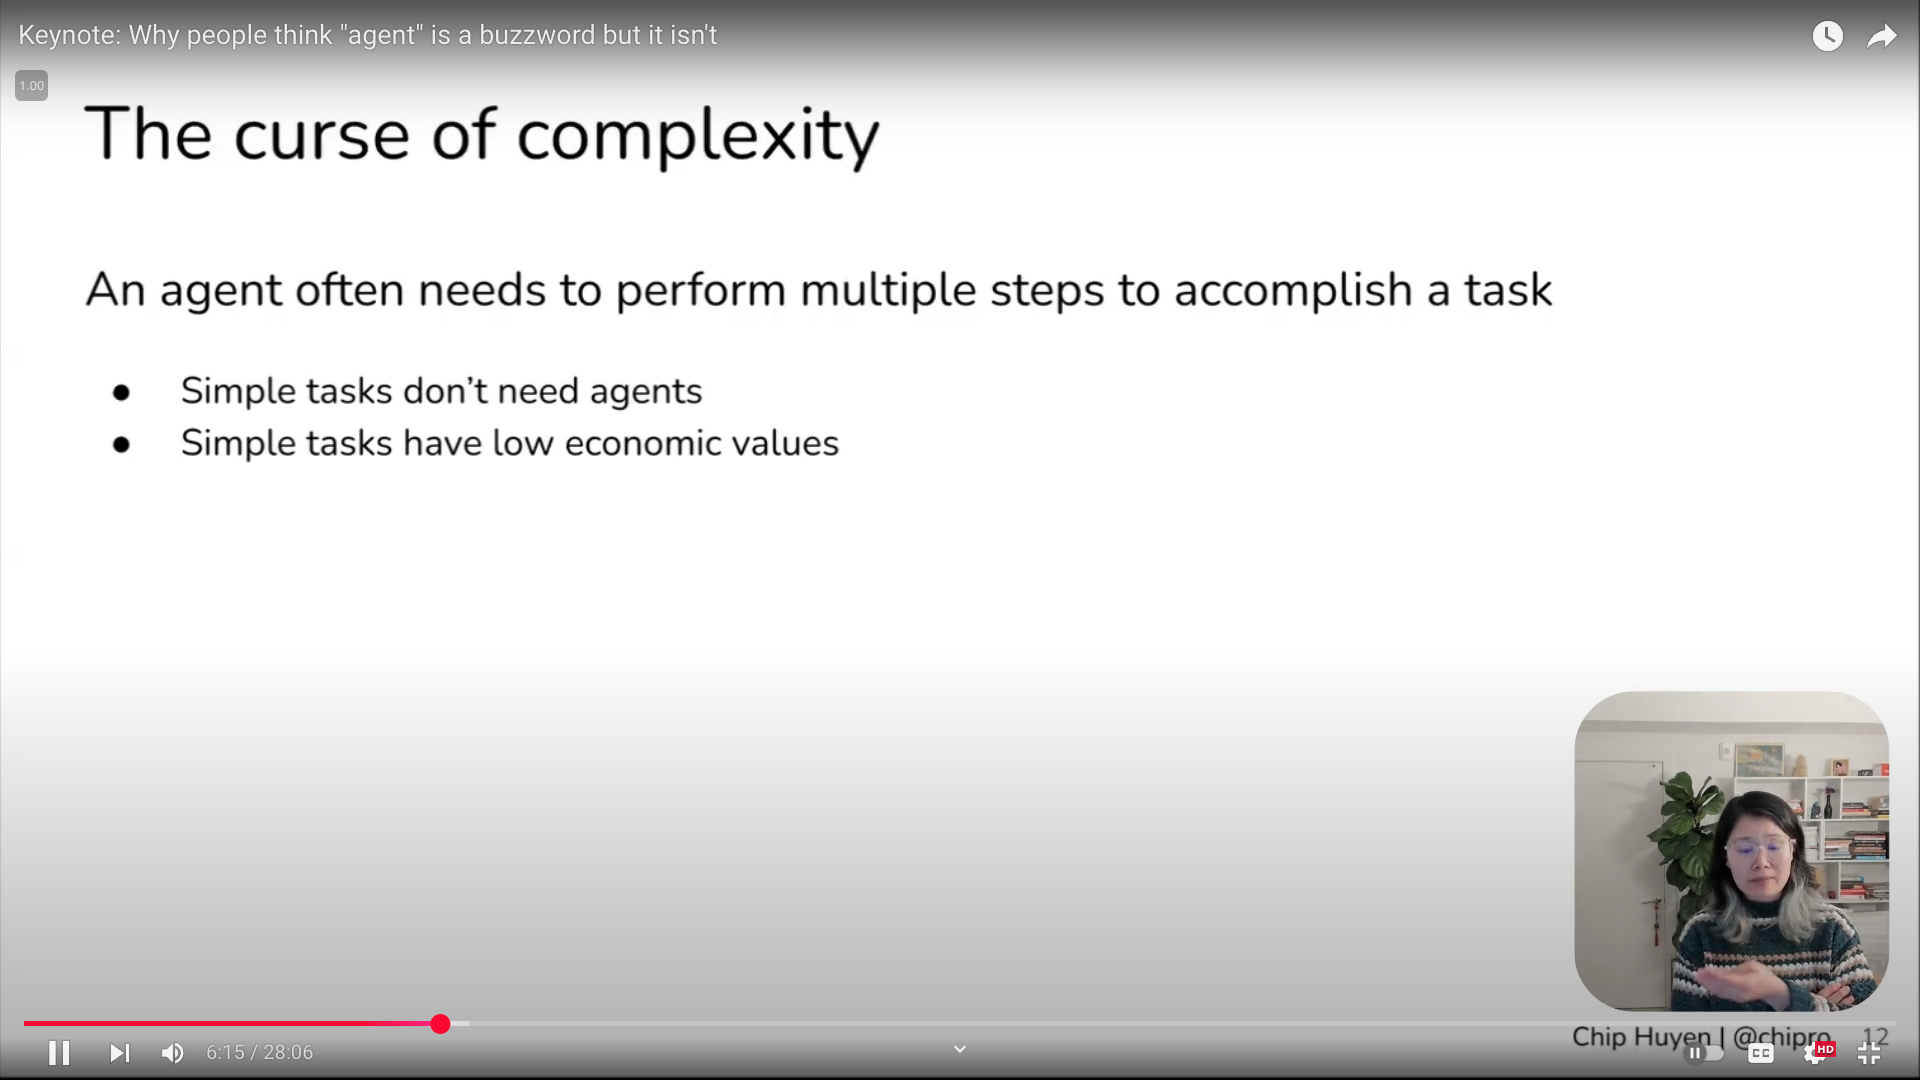 Keynote: Why people think "agent" is a buzzword but it isn't
1.00
The curse of complexity
An agent often needs to perform multiple steps to accomplish a task
● Simple tasks don't need agents
● Simple tasks have low economic values
Chip Huyen | @chipro 12
6:15 / 28:06
CC
HD